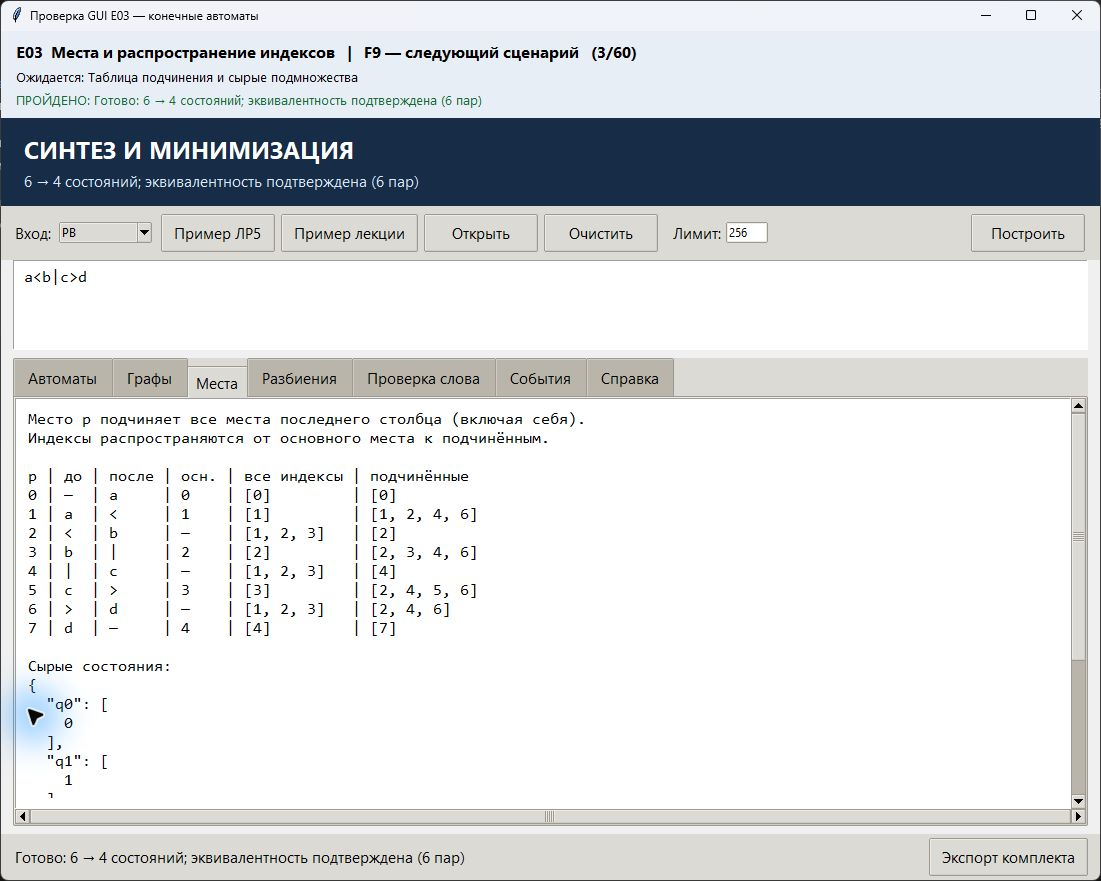 Проверка GUI E03 — конечные автоматы
E03 Места и распространение индексов | F9 — следующий сценарий (3/60)
Ожидается: Таблица подчинения и сырые подмножества
ПРОЙДЕНО: Готово: 6 → 4 состояний; эквивалентность подтверждена (6 пар)
СИНТЕЗ И МИНИМИЗАЦИЯ
6 → 4 состояний; эквивалентность подтверждена (6 пар)
Вход: РВ Пример ЛР5 Пример лекции Открыть Очистить Лимит: 256 Построить
a<b|c>d
Автоматы Графы Места Разбиения Проверка слова События Справка
Место p подчиняет все места последнего столбца (включая себя).
Индексы распространяются от основного места к подчинённым.
p | до | после | осн. | все индексы | подчинённые
0 | — | a | 0 | [0] | [0]
1 | a | < | 1 | [1] | [1, 2, 4, 6]
2 | < | b | — | [1, 2, 3] | [2]
3 | b | | | 2 | [2] | [2, 3, 4, 6]
4 | | | c | — | [1, 2, 3] | [4]
5 | c | > | 3 | [3] | [2, 4, 5, 6]
6 | > | d | — | [1, 2, 3] | [2, 4, 6]
7 | d | — | 4 | [4] | [7]
Сырые состояния:
{
"q0": [
0
],
"q1": [
1
]
Готово: 6 → 4 состояний; эквивалентность подтверждена (6 пар) Экспорт комплекта